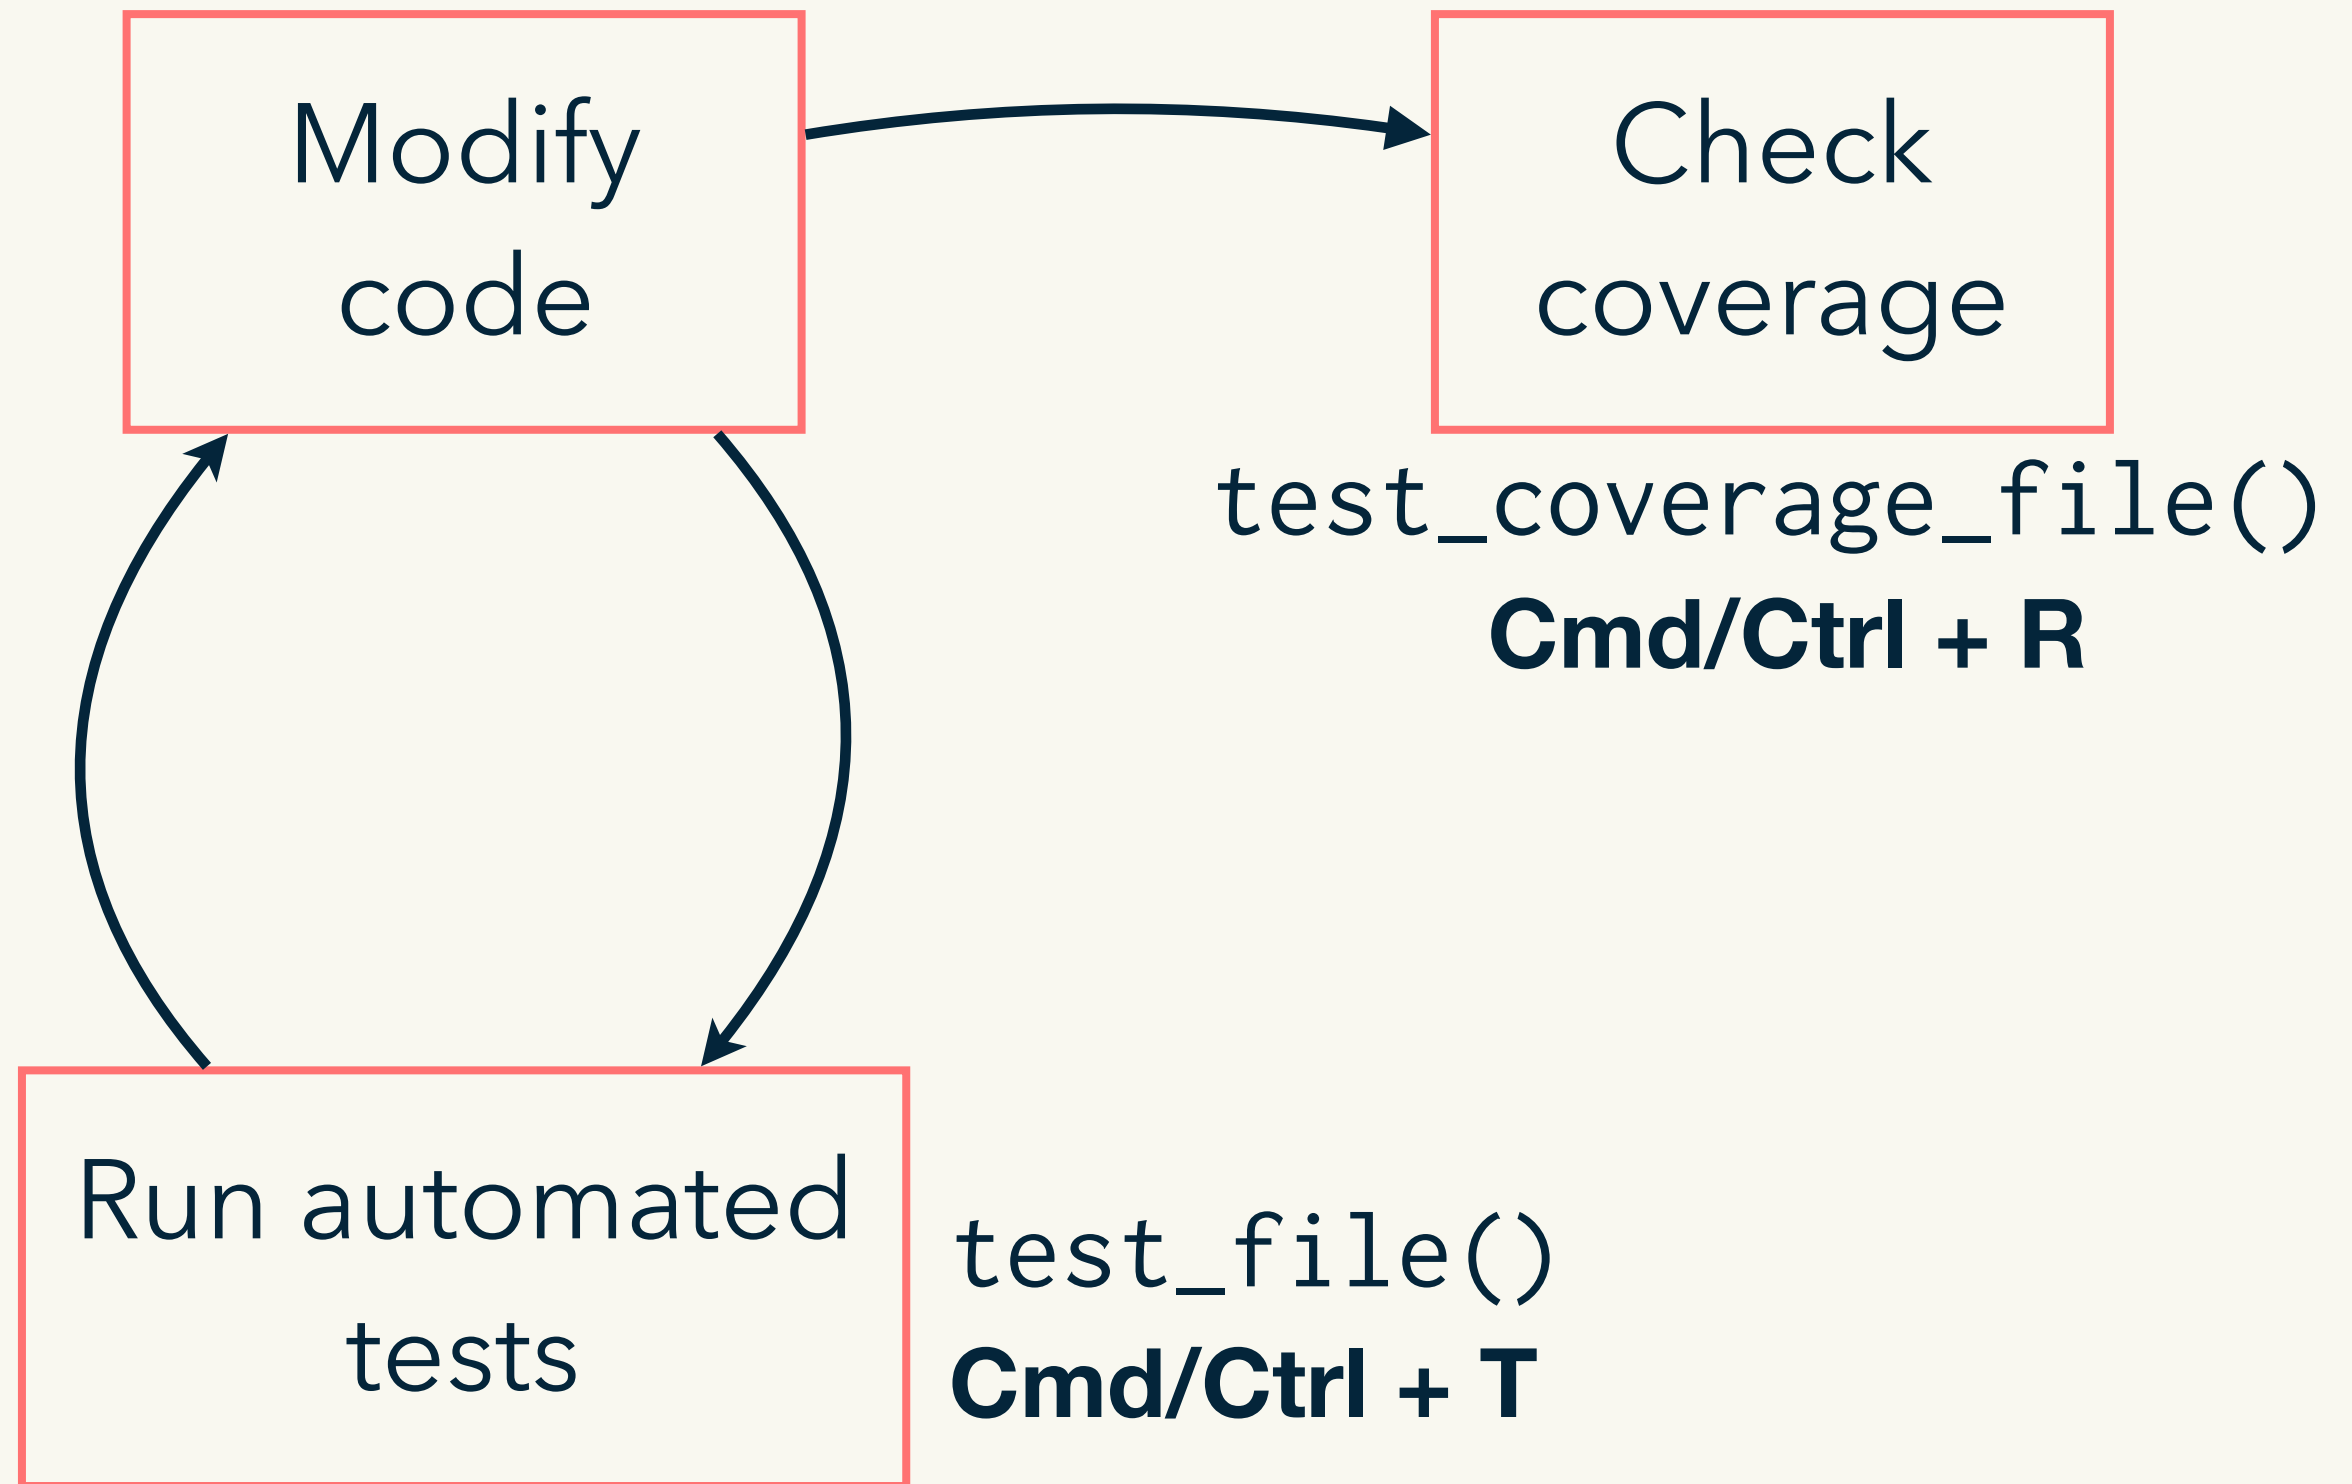 Modify
code
Check
coverage
test_coverage_file()
Cmd/Ctrl + R
Run automated
tests
test_file()
Cmd/Ctrl + T